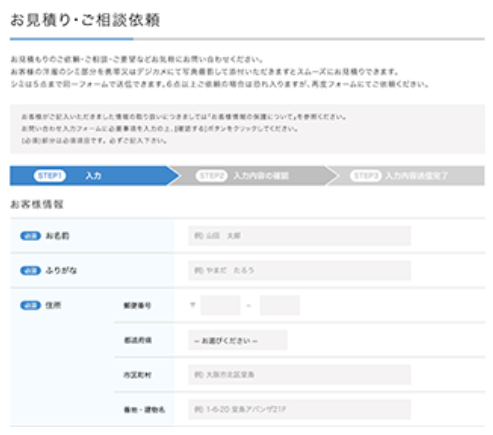 お見積り・ご相談依頼
お見積もりのご依頼・ご相談・ご要望などお気軽にお問い合わせください。
お客様の洋服のシミ部分を携帯又はデジカメにて写真撮影して添付いただきますとスムーズにお見積りできます。
シミは5点まで同一フォームで送信できます。6点以上ご依頼の場合は恐れ入りますが、再度フォームにてご依頼ください。
お客様がご記入いただきました情報の取り扱いにつきましては「お客様情報の保護について」を参照ください。
お問い合わせ入力フォームに必要事項を入力の上、[確認する]ボタンをクリックしてください。
(必須)部分は必須項目です。必ずご記入下さい。
STEP1 入力 STEP2 入力内容の確認 STEP3 入力内容送信完了
お客様情報
必須 お名前 例) 山田 太郎
必須 ふりがな 例) やまだ たろう
必須 住所 郵便番号 〒 -
都道府県 -- お選びください --
市区町村 例) 大阪市北区堂島
番地・建物名 例) 1-6-20 堂島アバンザ21F